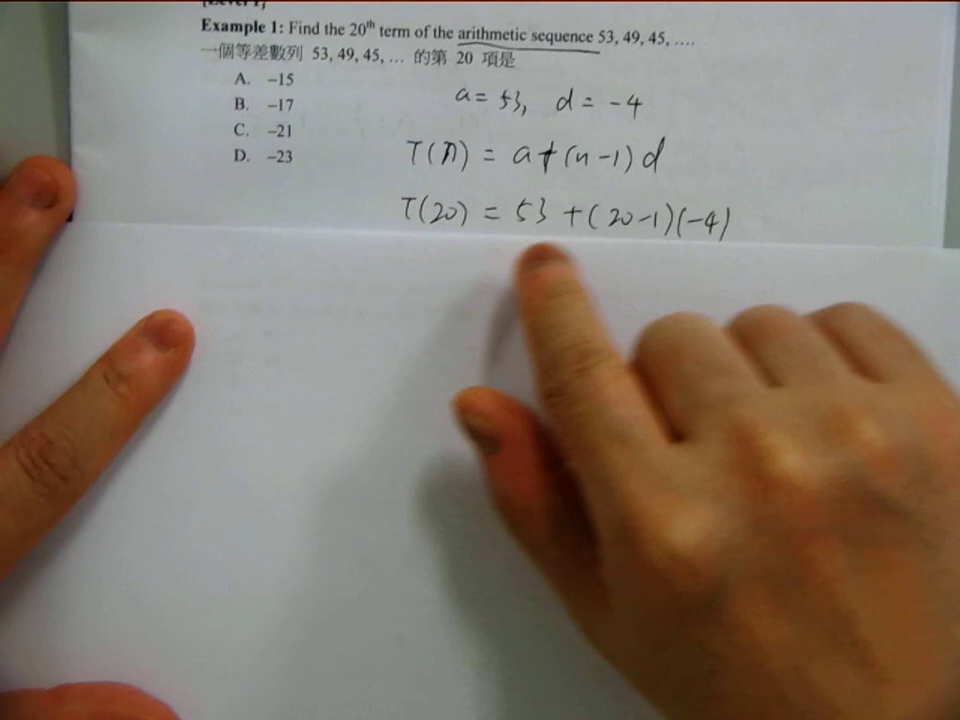 [Level 1]
Example 1: Find the 20th term of the arithmetic sequence 53, 49, 45, ….
一個等差數列 53, 49, 45, … 的第 20 項是
A. –15
B. –17
C. –21
D. –23
a = 53, d = -4
T(n) = a+(n-1)d
T(20) = 53 +(20-1)(-4)